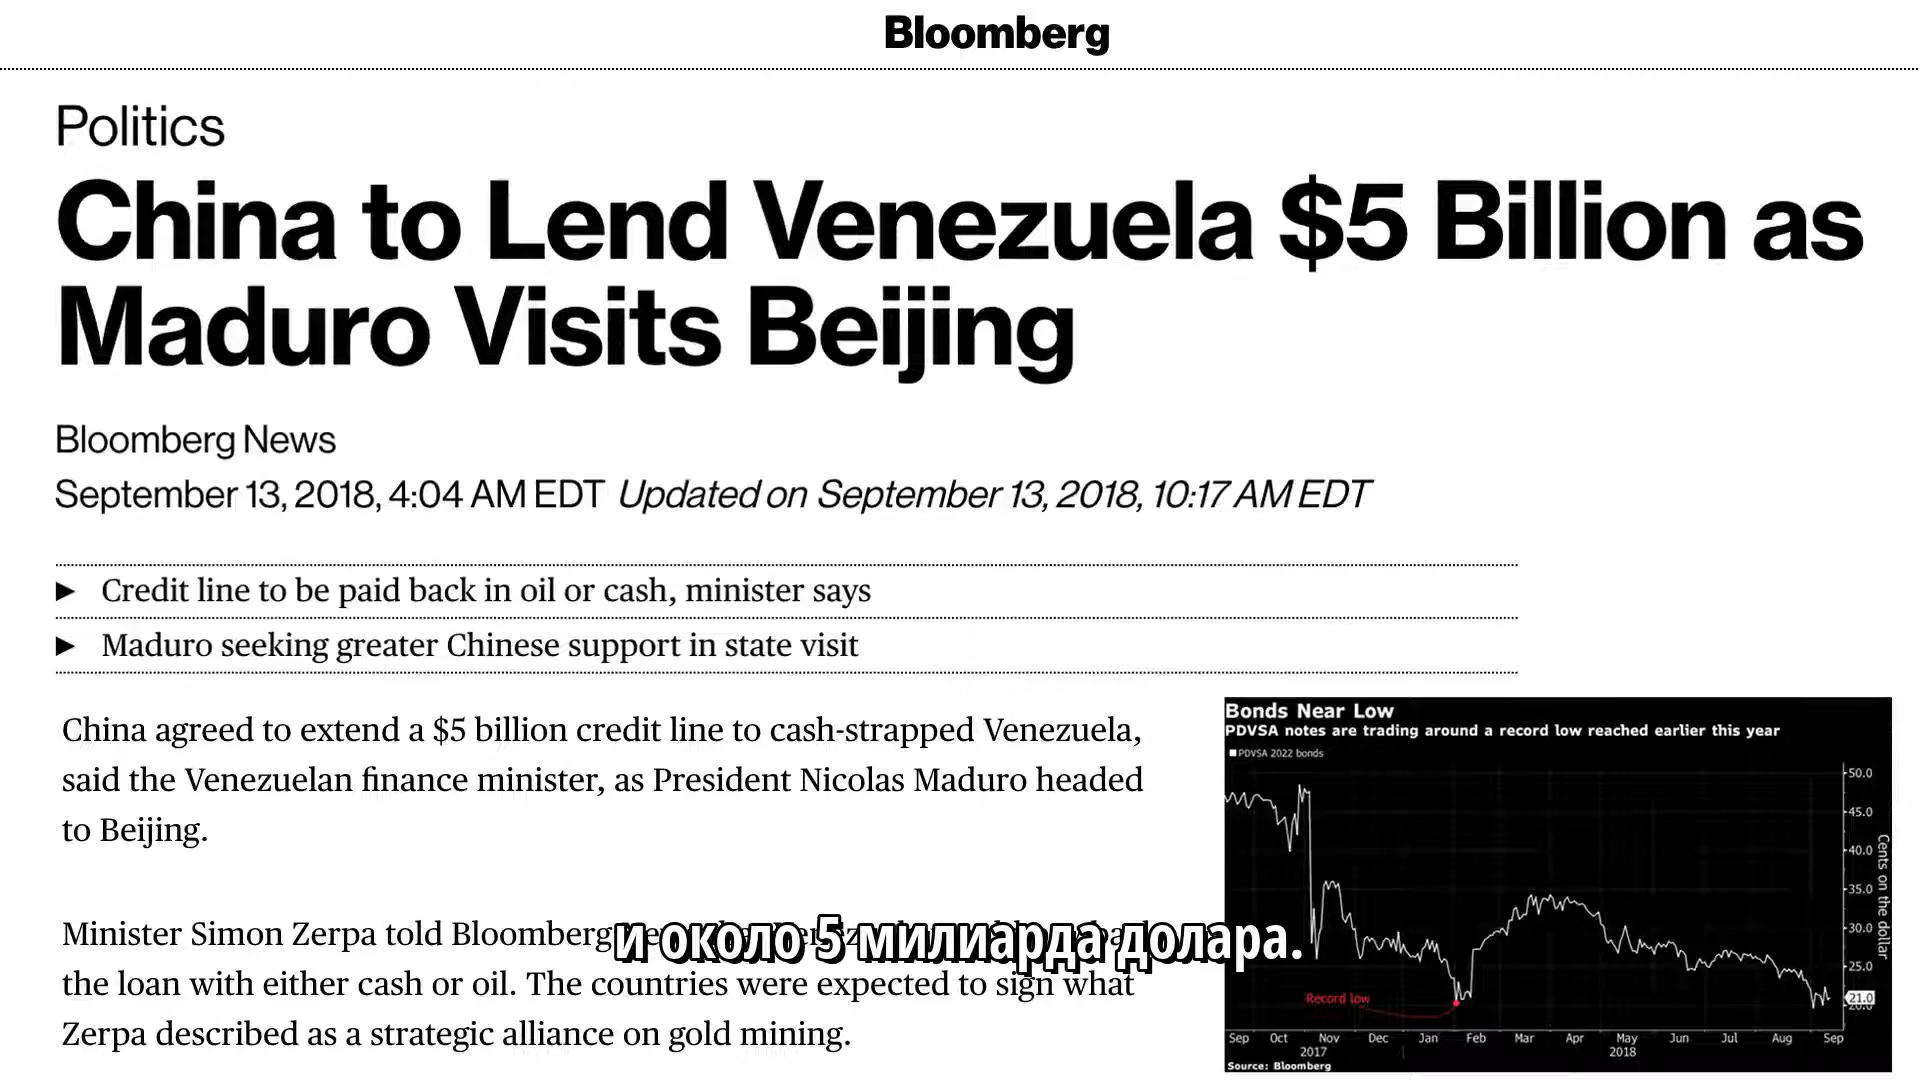 Bloomberg
Politics
China to Lend Venezuela $5 Billion as
Maduro Visits Beijing
Bloomberg News
September 13, 2018, 4:04 AM EDT Updated on September 13, 2018, 10:17 AM EDT
Credit line to be paid back in oil or cash, minister says
Maduro seeking greater Chinese support in state visit
China agreed to extend a $5 billion credit line to cash-strapped Venezuela,
said the Venezuelan finance minister, as President Nicolas Maduro headed
to Beijing.
Minister Simon Zerpa told Bloomberg
the loan with either cash or oil. The countries were expected to sign what
Zerpa described as a strategic alliance on gold mining.
и около 5 милиарда долара.
Bonds Near Low
PDVSA notes are trading around a record low reached earlier this year
PDVSA 2022 bonds
50.0
45.0
40.0
35.0
30.0
25.0
21.0
Cents on the dollar
Record low
Sep Oct Nov Dec Jan Feb Mar Apr May Jun Jul Aug Sep
2017 2018
Source: Bloomberg